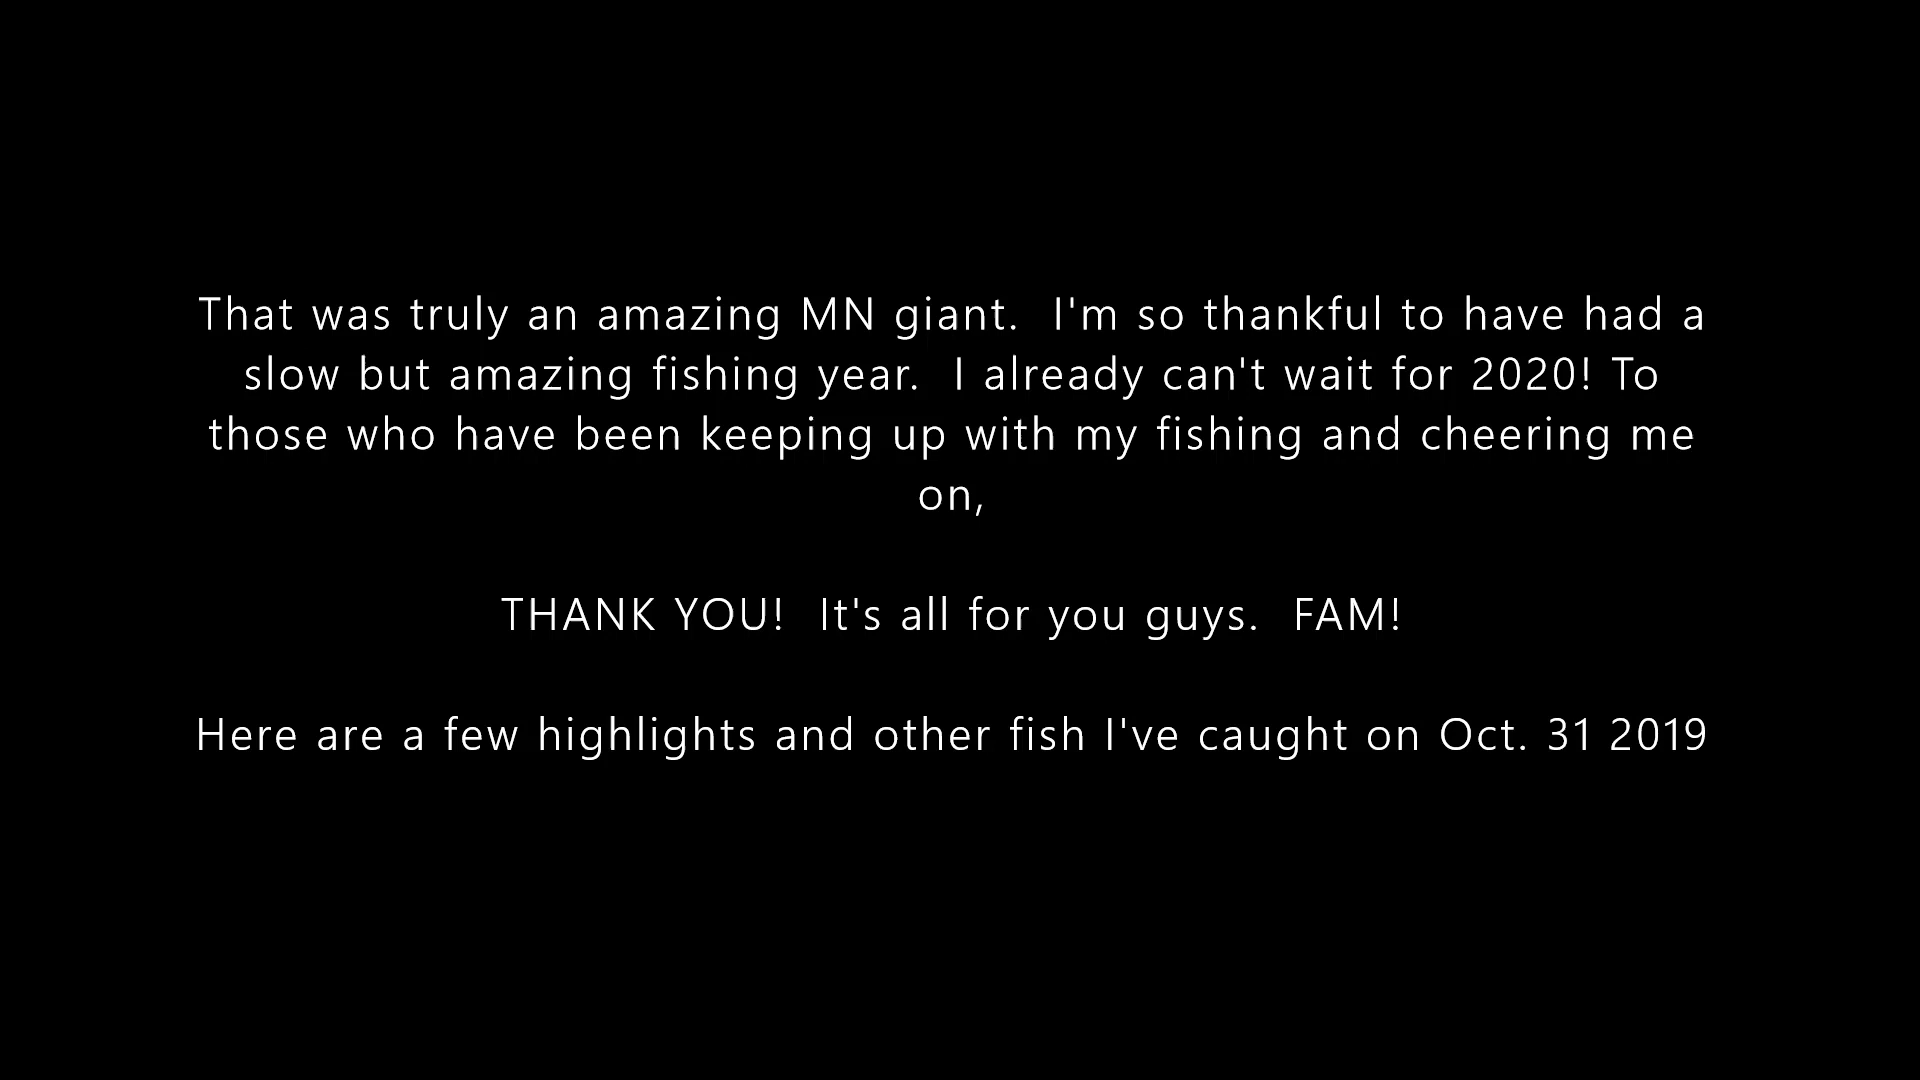 That was truly an amazing MN giant.  I'm so thankful to have had a
slow but amazing fishing year.  I already can't wait for 2020! To
those who have been keeping up with my fishing and cheering me
on,
THANK YOU!  It's all for you guys.  FAM!
Here are a few highlights and other fish I've caught on Oct. 31 2019